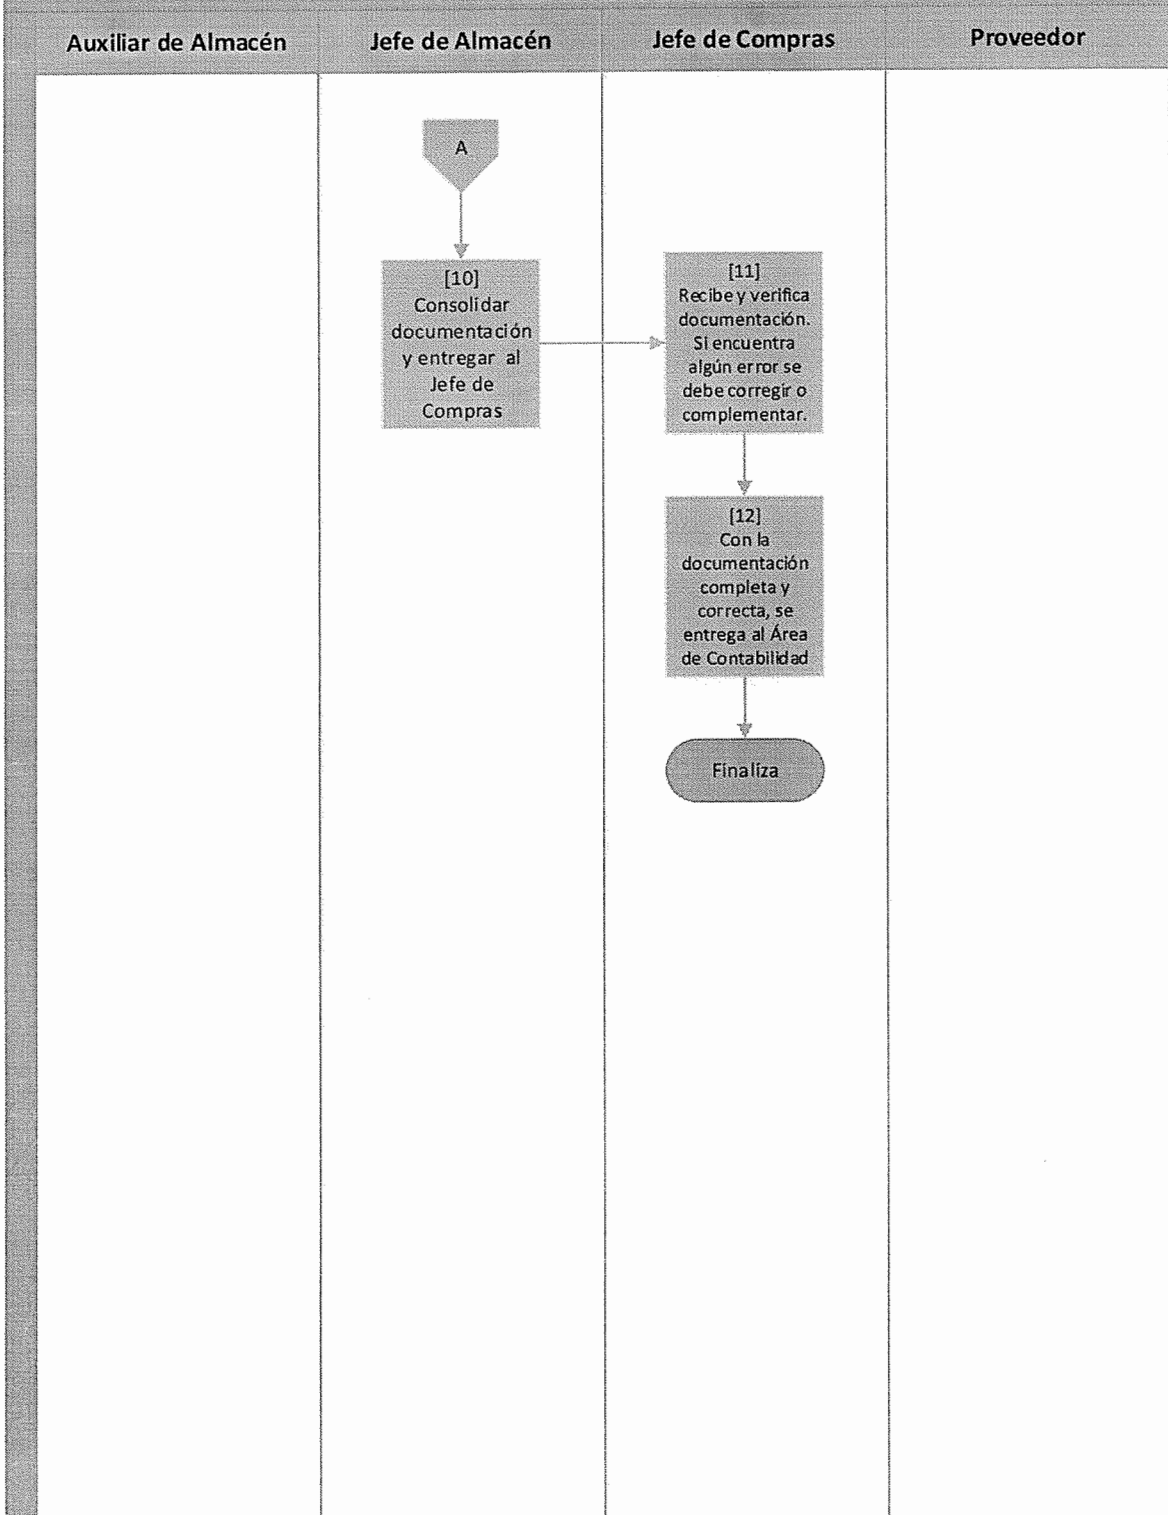 Auxiliar de Almacén
Jefe de Almacén
Jefe de Compras
Proveedor
A
[10]
Consolidar
documentación
y entregar al
Jefe de
Compras
[11]
Recibe y verifica
documentación.
Si encuentra
algún error se
debe corregir o
complementar.
[12]
Con la
documentación
completa y
correcta, se
entrega al Área
de Contabilidad
Finaliza